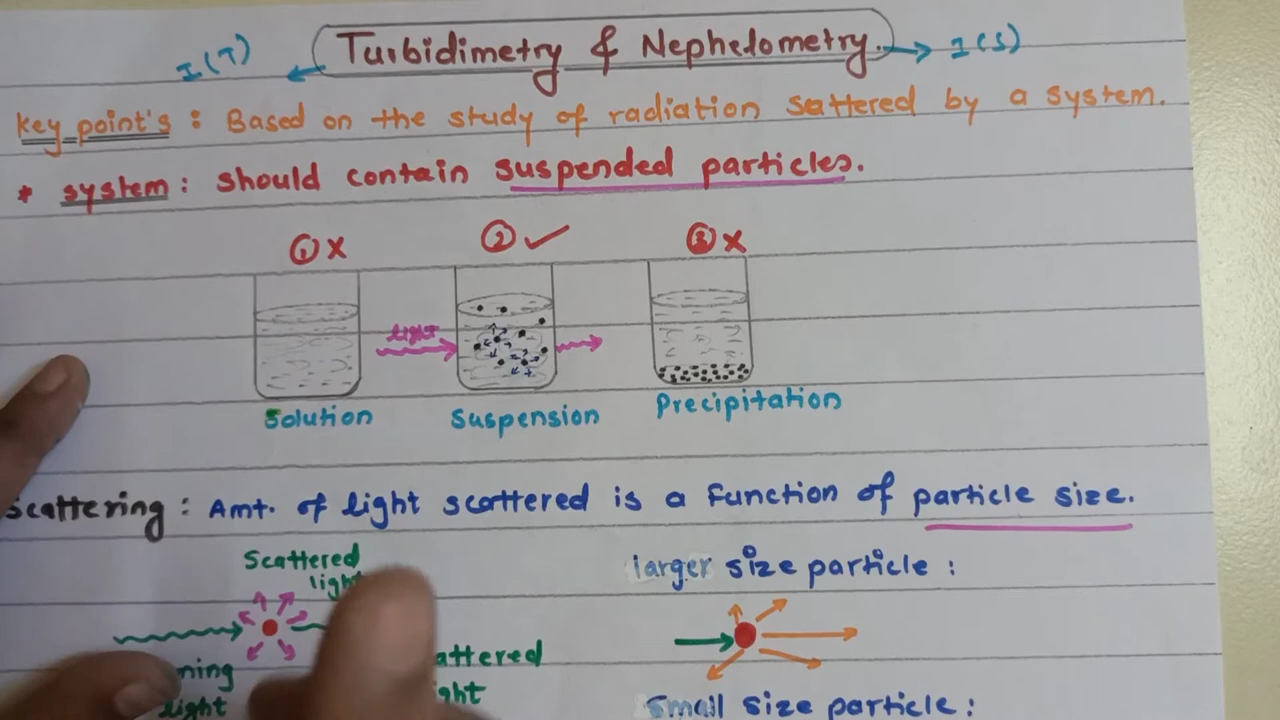 I(T) Turbidimetry & Nephelometry. I(S)
Key point's : Based on the study of radiation scattered by a system.
* system : should contain suspended particles.
① x ② ✓ ③ x
light
Solution Suspension Precipitation
Scattering : Amt. of light scattered is a function of particle size.
Scattered light
larger size particle :
Small size particle :